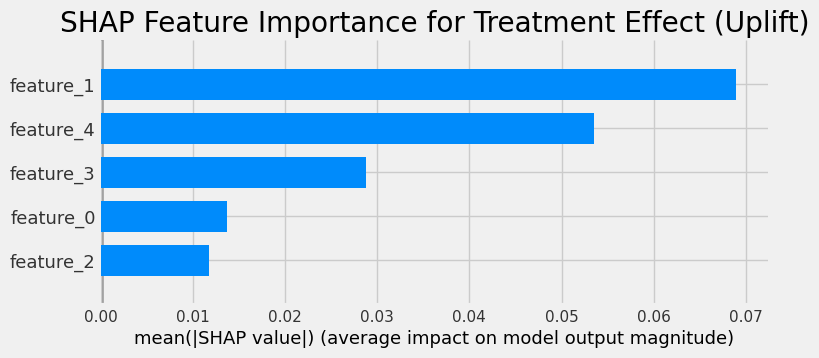 SHAP Feature Importance for Treatment Effect (Uplift)
feature_1
feature_4
feature_3
feature_0
feature_2
0.00 0.01 0.02 0.03 0.04 0.05 0.06 0.07
mean(|SHAP value|) (average impact on model output magnitude)